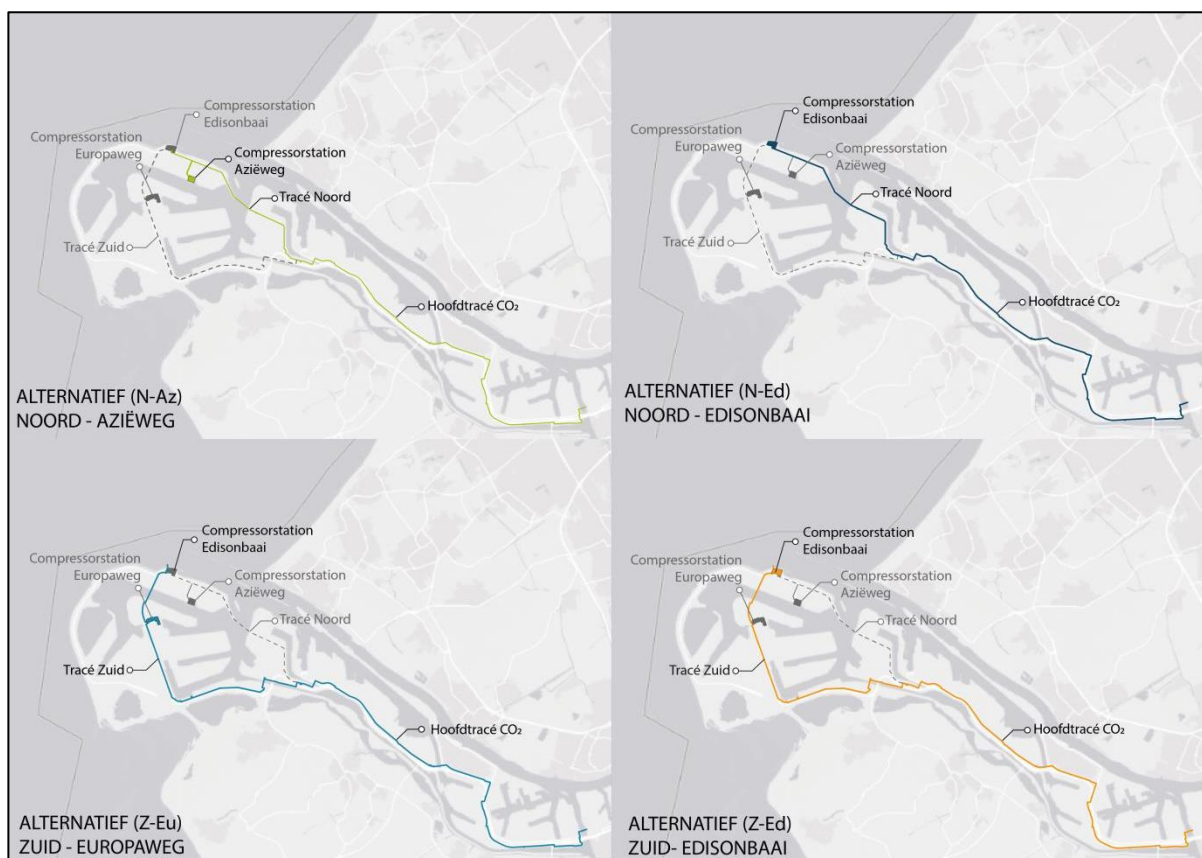 Compressorstation
Edisonbaai
Compressorstation
Europaweg
Compressorstation
Aziëweg
Tracé Noord
Tracé Zuid
Hoofdtracé CO₂
ALTERNATIEF (N-Az)
NOORD - AZIËWEG
Compressorstation
Edisonbaai
Compressorstation
Europaweg
Compressorstation
Aziëweg
Tracé Noord
Tracé Zuid
Hoofdtracé CO₂
ALTERNATIEF (N-Ed)
NOORD - EDISONBAAI
Compressorstation
Edisonbaai
Compressorstation
Europaweg
Compressorstation
Aziëweg
Tracé Noord
Tracé Zuid
Hoofdtracé CO₂
ALTERNATIEF (Z-Eu)
ZUID - EUROPAWEG
Compressorstation
Edisonbaai
Compressorstation
Europaweg
Compressorstation
Aziëweg
Tracé Noord
Tracé Zuid
Hoofdtracé CO₂
ALTERNATIEF (Z-Ed)
ZUID- EDISONBAAI